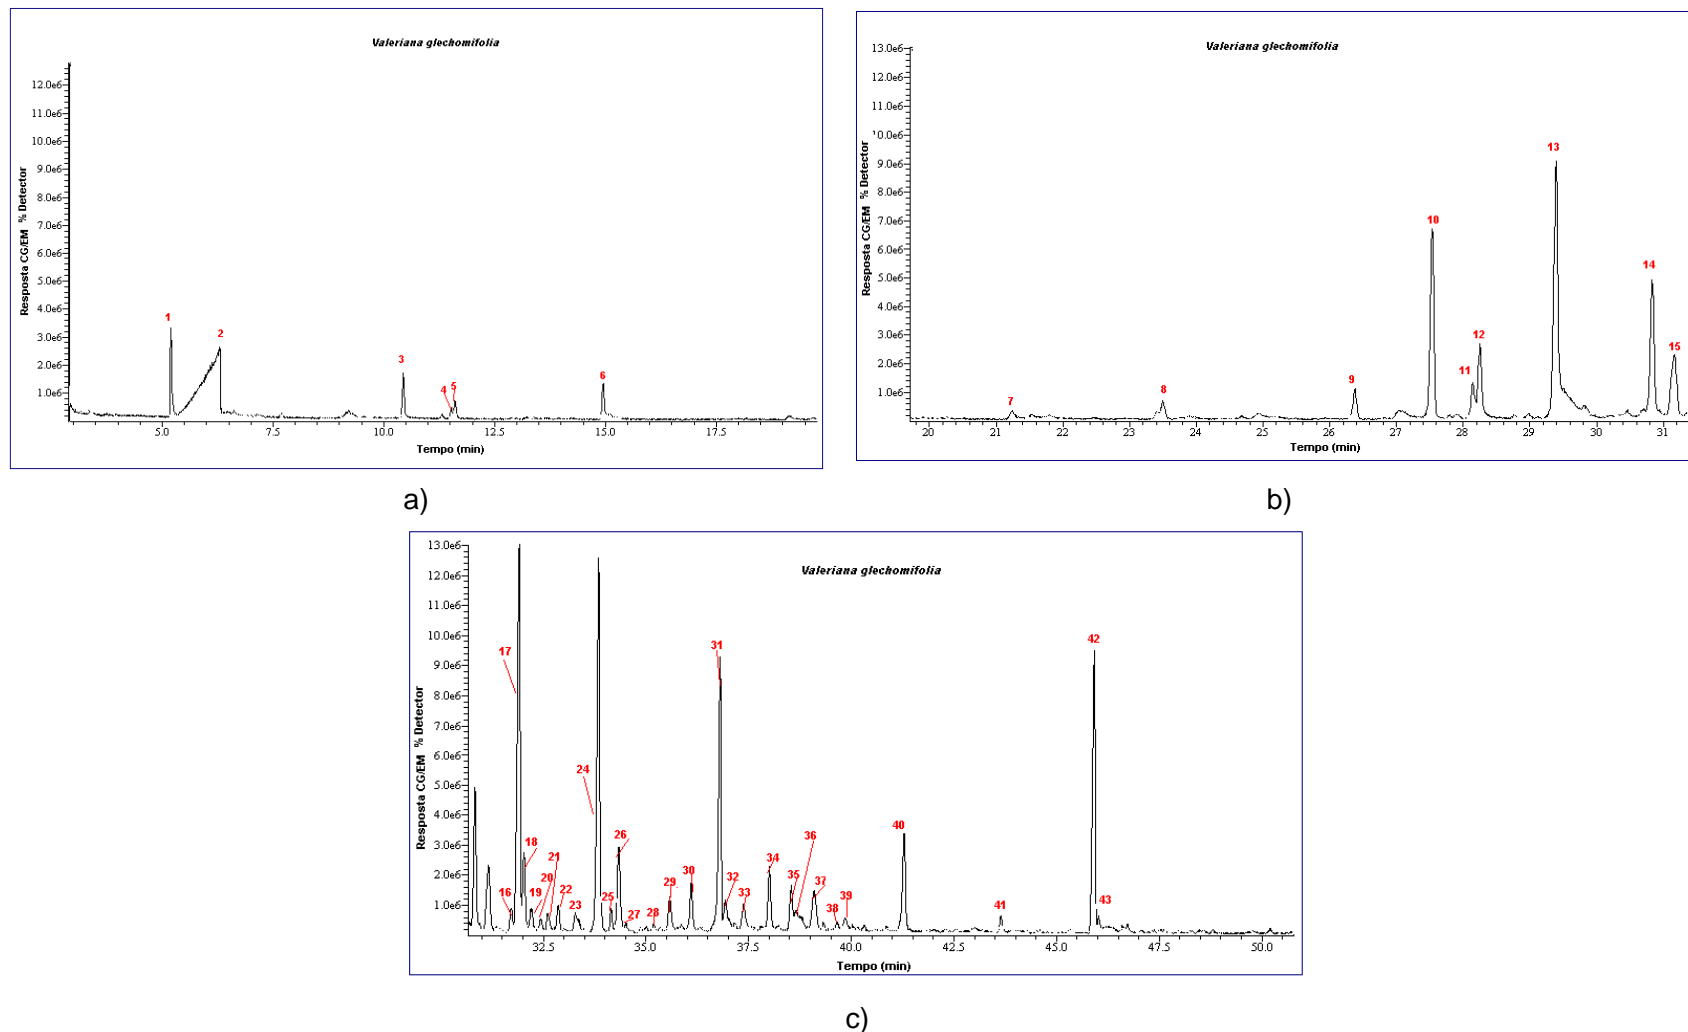 Valeriana glechomifolia
12.0e6
11.0e6
10.0e6
9.0e6
8.0e6
7.0e6
6.0e6
5.0e6
4.0e6
3.0e6
2.0e6
1.0e6
Resposta CG/EM % Detector
1
2
3
4
5
6
5.0
7.5
10.0
12.5
15.0
17.5
Tempo (min)
a)
Valeriana glechomifolia
13.0e6
12.0e6
11.0e6
10.0e6
9.0e6
8.0e6
7.0e6
6.0e6
5.0e6
4.0e6
3.0e6
2.0e6
1.0e6
Resposta CG/EM % Detector
7
8
9
10
11
12
13
14
15
20
21
22
23
24
25
26
27
28
29
30
31
Tempo (min)
b)
Valeriana glechomifolia
13.0e6
12.0e6
11.0e6
10.0e6
9.0e6
8.0e6
7.0e6
6.0e6
5.0e6
4.0e6
3.0e6
2.0e6
1.0e6
Resposta CG/EM % Detector
16
17
18
19
20
21
22
23
24
25
26
27
28
29
30
31
32
33
34
35
36
37
38
39
40
41
42
43
32.5
35.0
37.5
40.0
42.5
45.0
47.5
50.0
Tempo (min)
c)